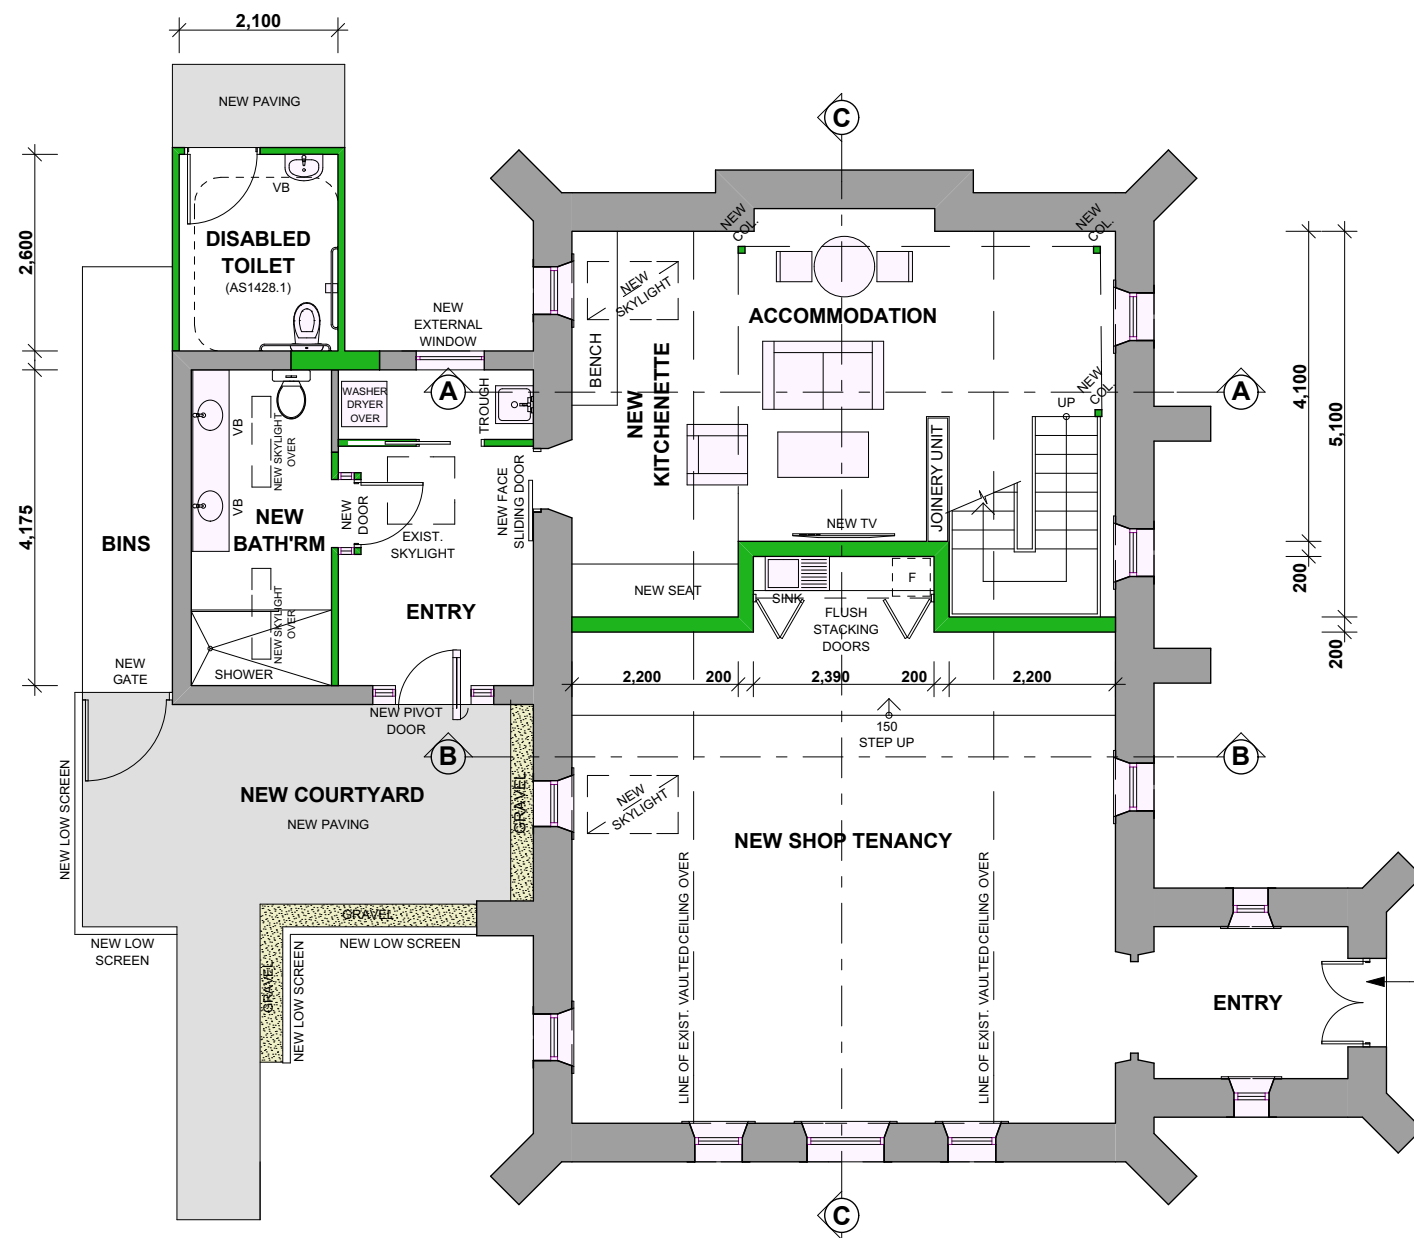 2,100
NEW PAVING
C
VB
DISABLED
TOILET
(AS1428.1)
2,600
NEW
COL.
NEW
COL.
NEW
SKYLIGHT
NEW
EXTERNAL
WINDOW
ACCOMMODATION
BENCH
NEW
KITCHENETTE
4,100
5,100
A
A
WASHER
DRYER
OVER
TROUGH
NEW
COL.
UP
VB
NEW SKYLIGHT
OVER
VB
NEW
BATH'RM
NEW
DOOR
EXIST.
SKYLIGHT
NEW FACE
SLIDING DOOR
JOINERY UNIT
NEW TV
4,175
BINS
200
NEW SEAT
SINK
F
FLUSH
STACKING
DOORS
ENTRY
NEW SKYLIGHT
OVER
SHOWER
200
NEW
GATE
2,200
200
2,390
200
2,200
NEW PIVOT
DOOR
150
STEP UP
B
B
NEW LOW SCREEN
NEW COURTYARD
NEW PAVING
GRAVEL
NEW
SKYLIGHT
NEW SHOP TENANCY
LINE OF EXIST. VAULTED CEILING OVER
LINE OF EXIST. VAULTED CEILING OVER
GRAVEL
NEW LOW
SCREEN
NEW LOW SCREEN
GRAVEL
NEW LOW SCREEN
ENTRY
C